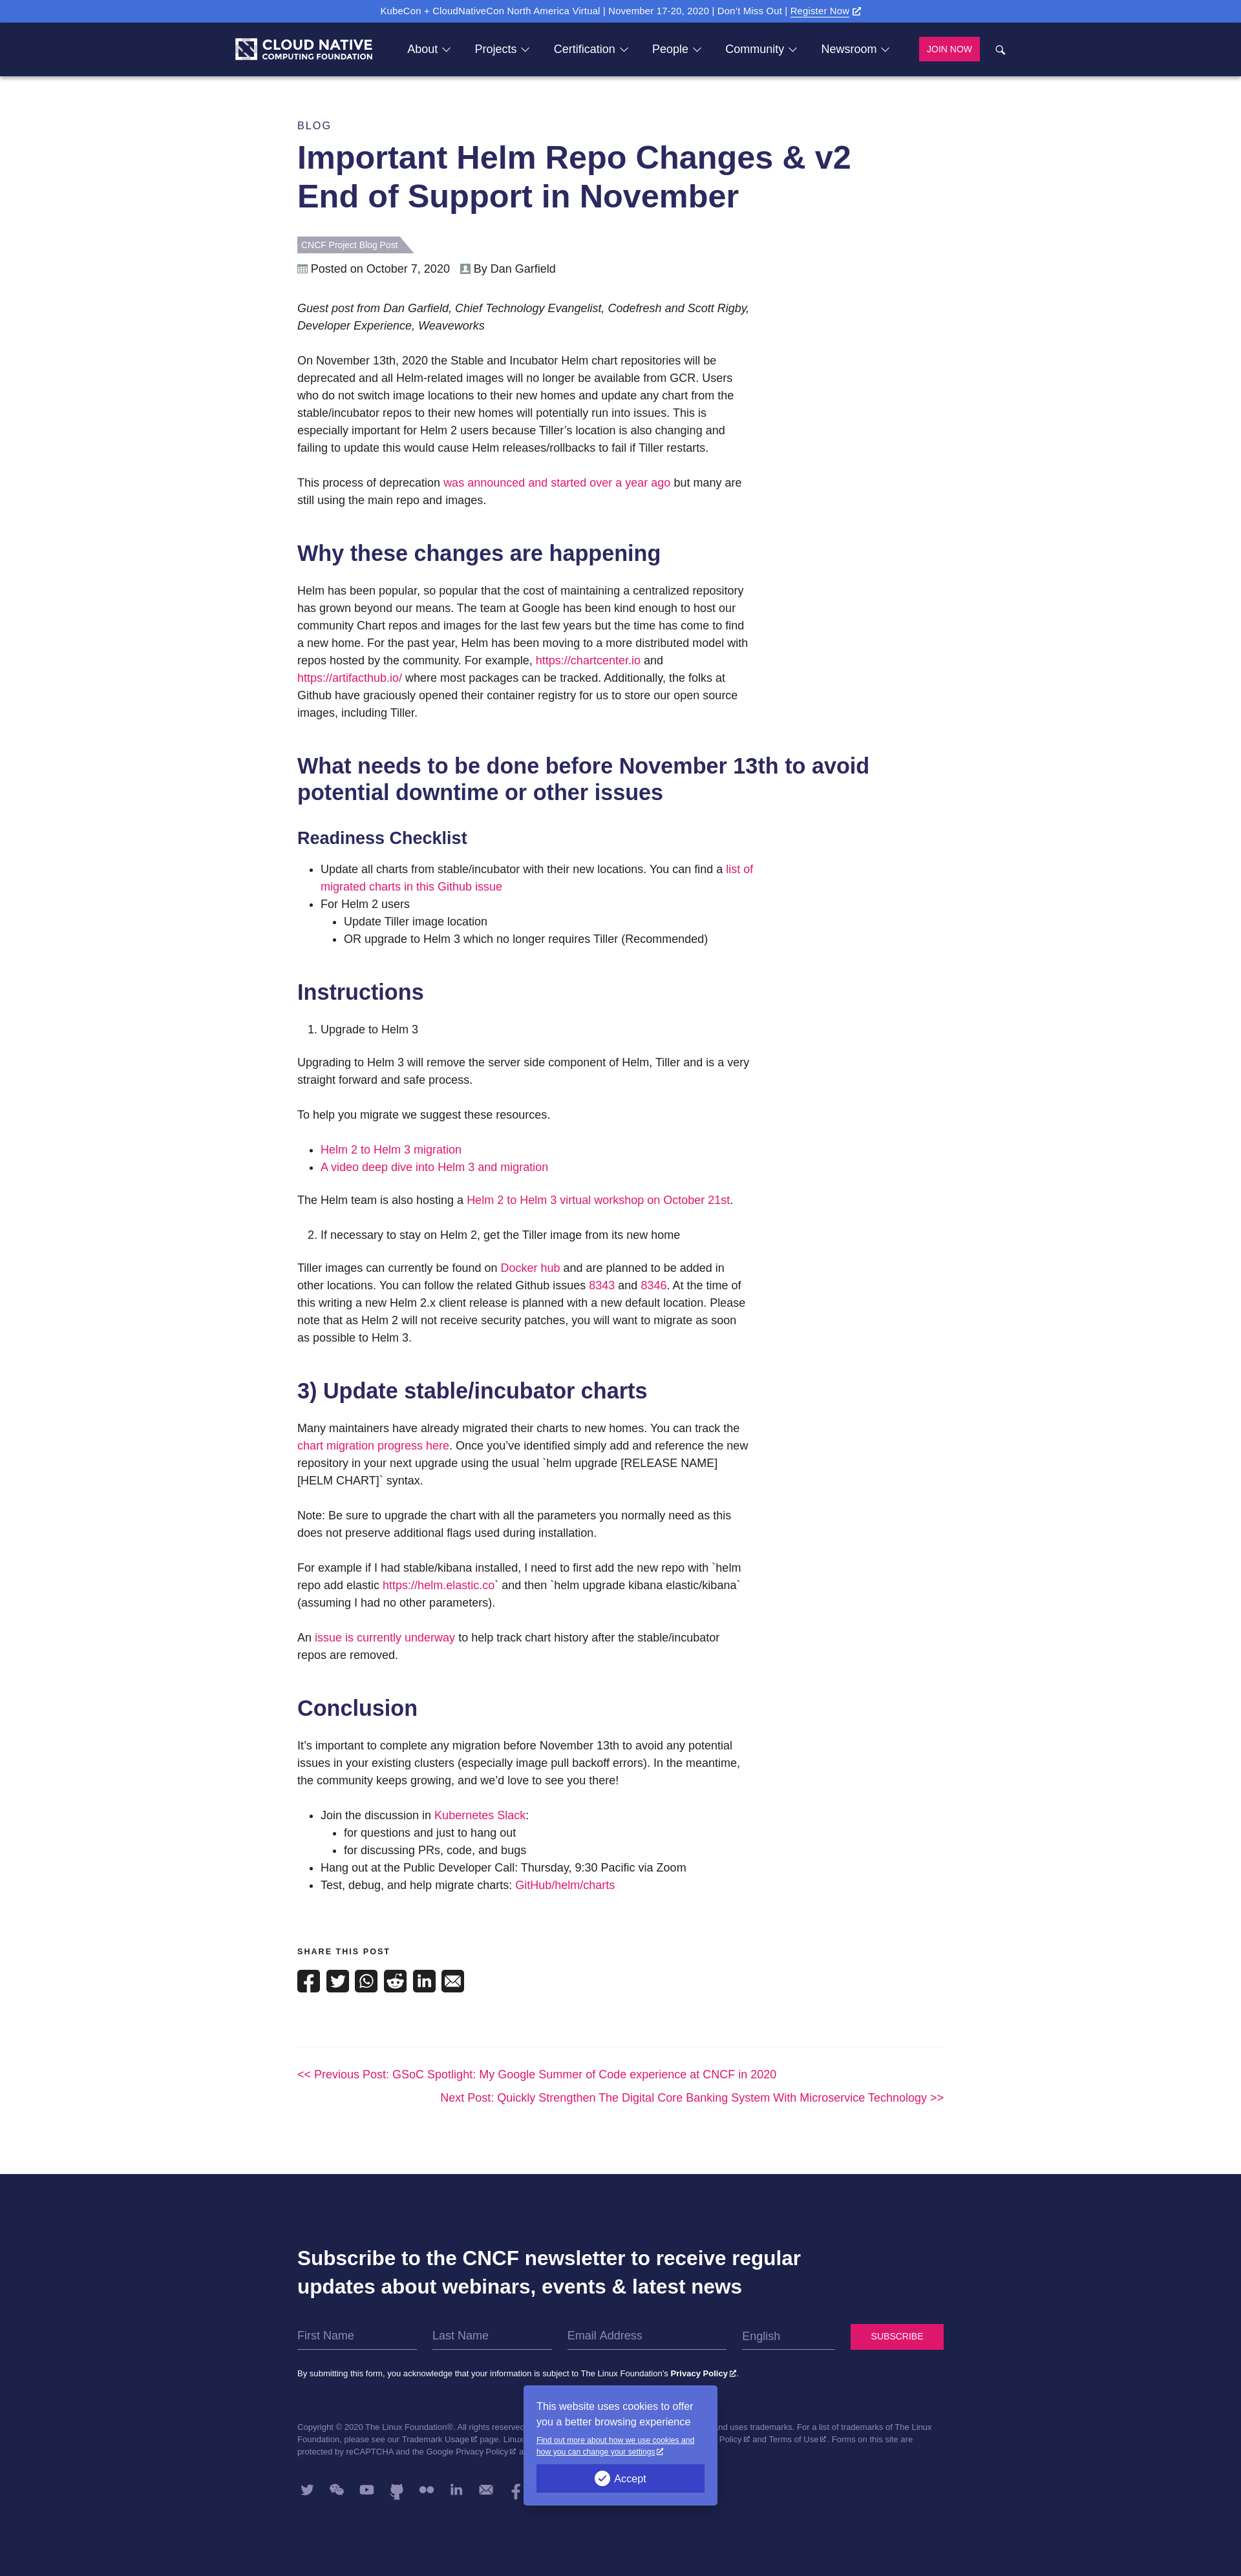 KubeCon + CloudNativeCon North America Virtual | November 17-20, 2020 | Don't Miss Out | Register Now
CLOUD NATIVE
COMPUTING FOUNDATION
About
Projects
Certification
People
Community
Newsroom
JOIN NOW
BLOG
Important Helm Repo Changes & v2
End of Support in November
CNCF Project Blog Post
Posted on October 7, 2020 By Dan Garfield
Guest post from Dan Garfield, Chief Technology Evangelist, Codefresh and Scott Rigby,
Developer Experience, Weaveworks
On November 13th, 2020 the Stable and Incubator Helm chart repositories will be
deprecated and all Helm-related images will no longer be available from GCR. Users
who do not switch image locations to their new homes and update any chart from the
stable/incubator repos to their new homes will potentially run into issues. This is
especially important for Helm 2 users because Tiller’s location is also changing and
failing to update this would cause Helm releases/rollbacks to fail if Tiller restarts.
This process of deprecation was announced and started over a year ago but many are
still using the main repo and images.
Why these changes are happening
Helm has been popular, so popular that the cost of maintaining a centralized repository
has grown beyond our means. The team at Google has been kind enough to host our
community Chart repos and images for the last few years but the time has come to find
a new home. For the past year, Helm has been moving to a more distributed model with
repos hosted by the community. For example, https://chartcenter.io and
https://artifacthub.io/ where most packages can be tracked. Additionally, the folks at
Github have graciously opened their container registry for us to store our open source
images, including Tiller.
What needs to be done before November 13th to avoid
potential downtime or other issues
Readiness Checklist
• Update all charts from stable/incubator with their new locations. You can find a list of
migrated charts in this Github issue
• For Helm 2 users
• Update Tiller image location
• OR upgrade to Helm 3 which no longer requires Tiller (Recommended)
Instructions
1. Upgrade to Helm 3
Upgrading to Helm 3 will remove the server side component of Helm, Tiller and is a very
straight forward and safe process.
To help you migrate we suggest these resources.
• Helm 2 to Helm 3 migration
• A video deep dive into Helm 3 and migration
The Helm team is also hosting a Helm 2 to Helm 3 virtual workshop on October 21st.
2. If necessary to stay on Helm 2, get the Tiller image from its new home
Tiller images can currently be found on Docker hub and are planned to be added in
other locations. You can follow the related Github issues 8343 and 8346. At the time of
this writing a new Helm 2.x client release is planned with a new default location. Please
note that as Helm 2 will not receive security patches, you will want to migrate as soon
as possible to Helm 3.
3) Update stable/incubator charts
Many maintainers have already migrated their charts to new homes. You can track the
chart migration progress here. Once you’ve identified simply add and reference the new
repository in your next upgrade using the usual `helm upgrade [RELEASE NAME]
[HELM CHART]` syntax.
Note: Be sure to upgrade the chart with all the parameters you normally need as this
does not preserve additional flags used during installation.
For example if I had stable/kibana installed, I need to first add the new repo with `helm
repo add elastic https://helm.elastic.co` and then `helm upgrade kibana elastic/kibana`
(assuming I had no other parameters).
An issue is currently underway to help track chart history after the stable/incubator
repos are removed.
Conclusion
It’s important to complete any migration before November 13th to avoid any potential
issues in your existing clusters (especially image pull backoff errors). In the meantime,
the community keeps growing, and we’d love to see you there!
• Join the discussion in Kubernetes Slack:
• for questions and just to hang out
• for discussing PRs, code, and bugs
• Hang out at the Public Developer Call: Thursday, 9:30 Pacific via Zoom
• Test, debug, and help migrate charts: GitHub/helm/charts
SHARE THIS POST
<< Previous Post: GSoC Spotlight: My Google Summer of Code experience at CNCF in 2020
Next Post: Quickly Strengthen The Digital Core Banking System With Microservice Technology >>
Subscribe to the CNCF newsletter to receive regular
updates about webinars, events & latest news
First Name
Last Name
Email Address
English
SUBSCRIBE
By submitting this form, you acknowledge that your information is subject to The Linux Foundation's Privacy Policy.
Copyright © 2020 The Linux Foundation®. All rights reserved and uses trademarks. For a list of trademarks of The Linux
Foundation, please see our Trademark Usage page. Linux Policy and Terms of Use. Forms on this site are
protected by reCAPTCHA and the Google Privacy Policy a
This website uses cookies to offer
you a better browsing experience
Find out more about how we use cookies and
how you can change your settings
Accept